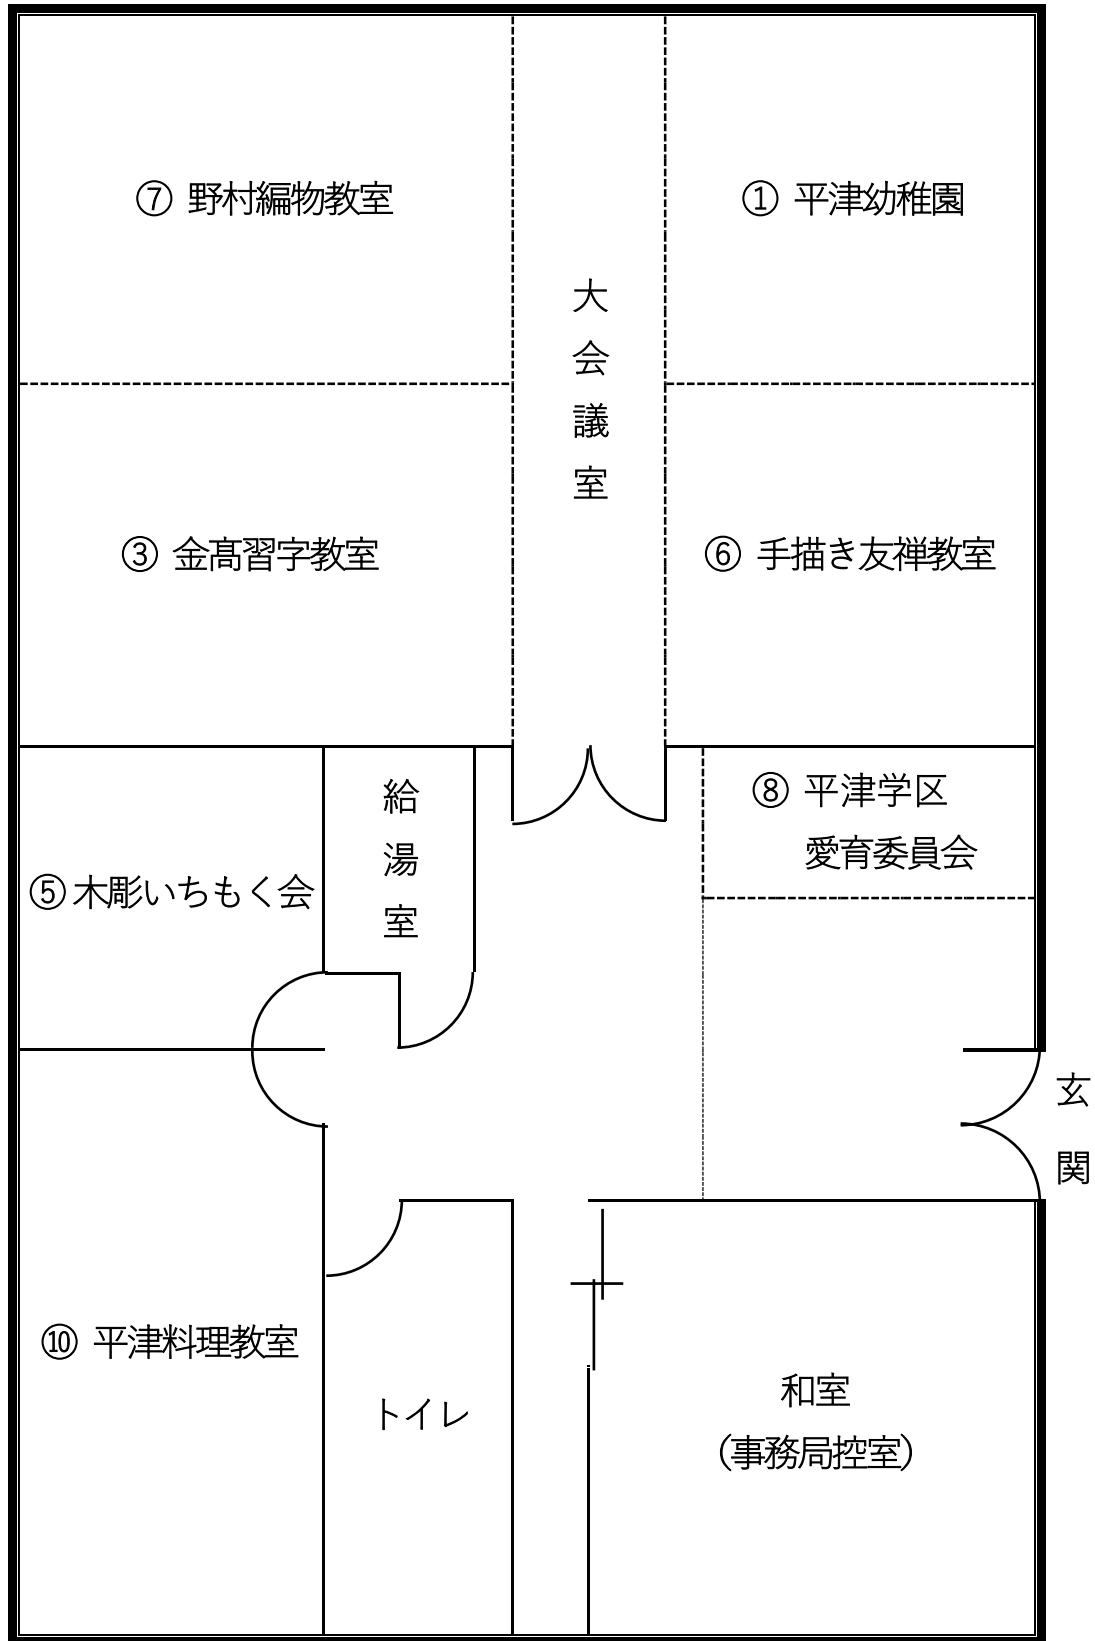 ⑦ 野村編物教室
① 平津幼稚園
大会議室
③ 金髙習字教室
⑥ 手描き友禅教室
給湯室
⑧ 平津学区
愛育委員会
⑤ 木彫いちもく会
玄関
⑩ 平津料理教室
トイレ
和室
（事務局控室）